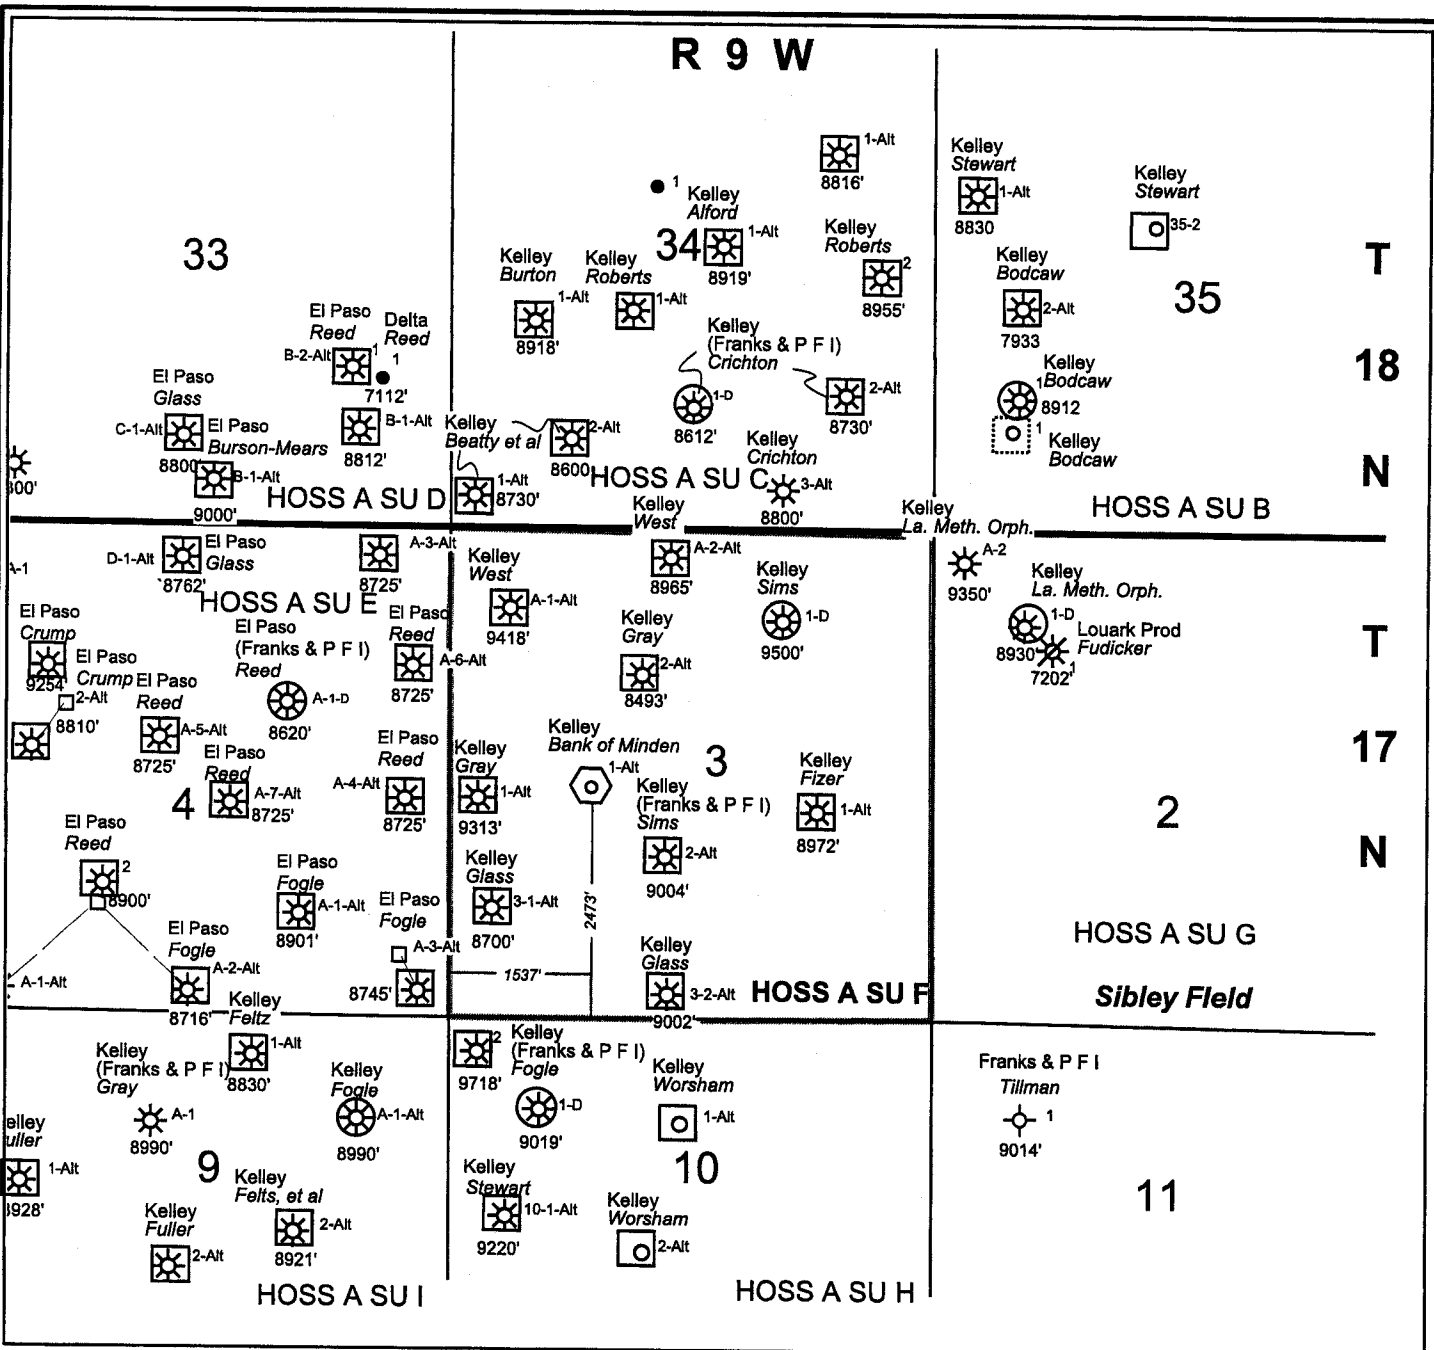 R 9 W
33
34
35
T
18
N
T
17
N
1-Alt
8816'
1
Kelley
Alford
1-Alt
8919'
Kelley
Roberts
2
8955'
Kelley
Burton
1-Alt
8918'
Kelley
Roberts
1-Alt
Kelley
(Franks & P F I)
Crichton
1-D
8612'
2-Alt
8730'
Kelley
Crichton
3-Alt
8800'
Kelley
Beatty et al
2-Alt
8600
1-Alt
8730'
HOSS A SU C
Kelley
Stewart
1-Alt
8830
Kelley
Stewart
35-2
Kelley
Bodcaw
2-Alt
7933
Kelley
Bodcaw
1
8912
1
Kelley
Bodcaw
HOSS A SU B
El Paso
Reed
B-2-Alt
1
Delta
Reed
1
7112'
B-1-Alt
8812'
El Paso
Glass
C-1-Alt
8800'
El Paso
Burson-Mears
B-1-Alt
9000'
HOSS A SU D
300'
A-1
D-1-Alt
El Paso
Glass
8762'
A-3-Alt
8725'
HOSS A SU E
El Paso
Crump
9254'
El Paso
Crump
2-Alt
8810'
El Paso
(Franks & P F I)
Reed
A-1-D
8620'
El Paso
Reed
A-6-Alt
8725'
El Paso
Reed
A-5-Alt
8725'
El Paso
Reed
A-7-Alt
8725'
El Paso
Reed
A-4-Alt
8725'
4
El Paso
Reed
2
8900'
El Paso
Fogle
A-1-Alt
8901'
El Paso
Fogle
A-3-Alt
8745'
El Paso
Fogle
A-2-Alt
8716'
A-1-Alt
Kelley
West
A-2-Alt
8965'
Kelley
West
A-1-Alt
9418'
Kelley
Sims
1-D
9500'
Kelley
Gray
2-Alt
8493'
Kelley
Bank of Minden
1-Alt
3
Kelley
Gray
1-Alt
9313'
Kelley
(Franks & P F I)
Sims
2-Alt
9004'
Kelley
Fizer
1-Alt
8972'
Kelley
Glass
3-1-Alt
8700'
2473'
1537'
Kelley
Glass
3-2-Alt
9002'
HOSS A SU F
Kelley
La. Meth. Orph.
A-2
9350'
Kelley
La. Meth. Orph.
1-D
8930'
Louark Prod
Fudicker
1
7202'
2
HOSS A SU G
Sibley Field
Kelley
Feltz
1-Alt
8830'
Kelley
(Franks & P F I)
Gray
A-1
8990'
Kelley
Fogle
A-1-Alt
8990'
elley
uller
1-Alt
8928'
9
Kelley
Felts, et al
2-Alt
8921'
Kelley
Fuller
2-Alt
HOSS A SU I
2
9718'
Kelley
(Franks & P F I)
Fogle
1-D
9019'
Kelley
Worsham
1-Alt
10
Kelley
Stewart
10-1-Alt
9220'
Kelley
Worsham
2-Alt
HOSS A SU H
Franks & P F I
Tillman
1
9014'
11